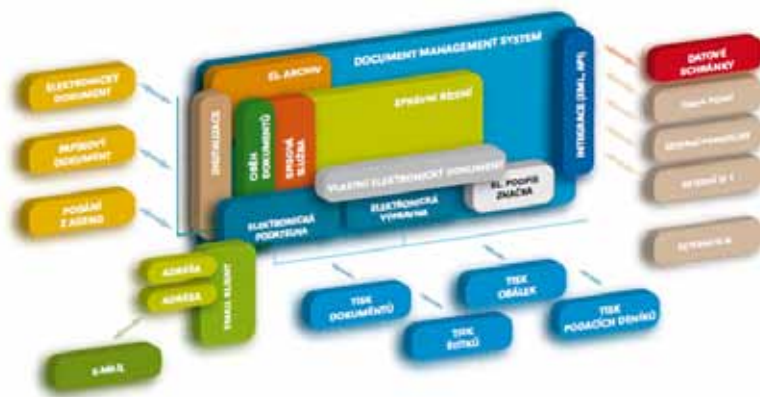 DOCUMENT MANAGEMENT SYSTEM
EL. ARCHIV
DIGITALIZACE
OBĚH
DOKUMENTŮ
SPISOVÁ
SLUŽBA
SPRÁVNÍ ŘÍZENÍ
VLASTNÍ ELEKTRONICKÝ DOKUMENT
EL. PODPIS
ZNAČKA
ELEKTRONICKÁ
PODATELNA
ELEKTRONICKÁ
VÝPRAVNA
INTEGRACE (XML, API)
ELEKTRONICKÝ
DOKUMENT
PAPÍROVÝ
DOKUMENT
PODÁNÍ
Z AGEND
DATOVÉ
SCHRÁNKY
ADRESA
ADRESA
EMAIL KLIENT
E-MAIL
TISK
DOKUMENTŮ
TISK
ŠTÍTKŮ
TISK
OBÁLEK
TISK
PODACÍCH DENÍKŮ